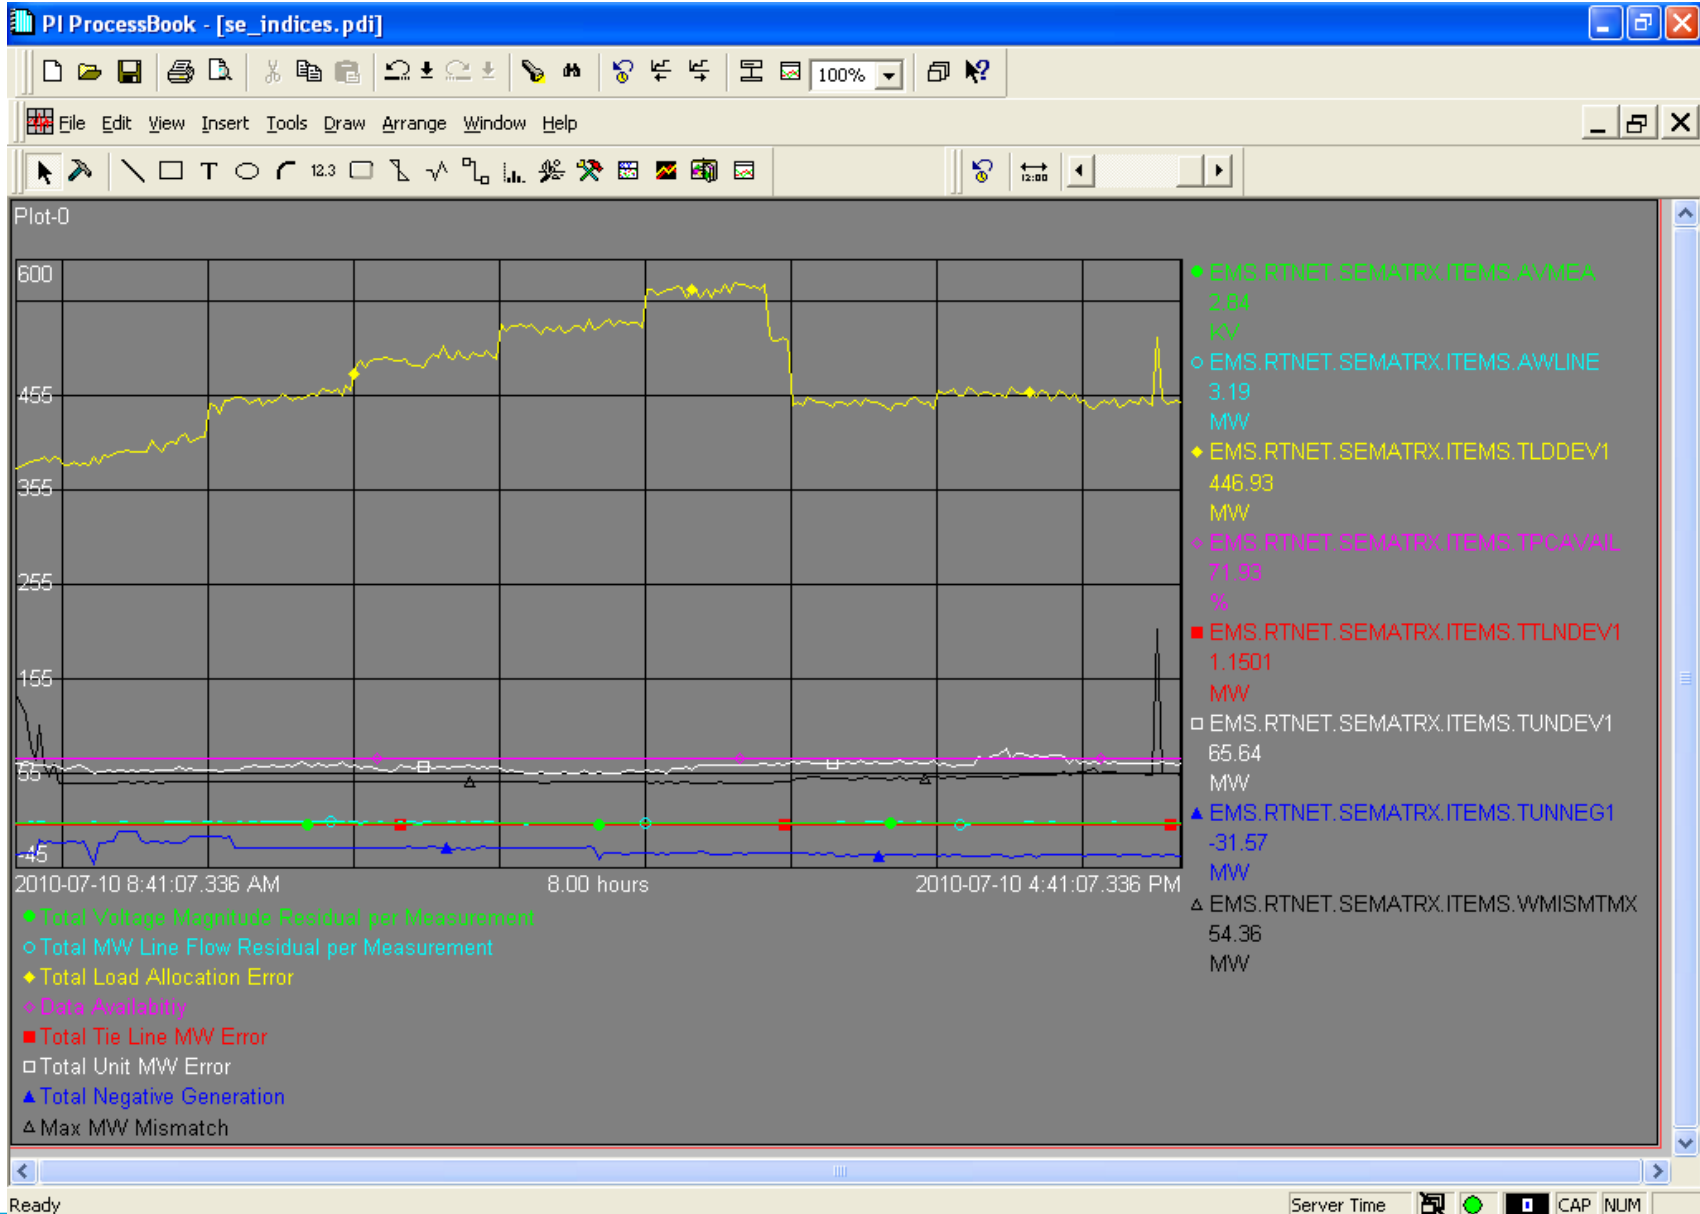 PI ProcessBook - [se_indices.pdi]
100%
File Edit View Insert Tools Draw Arrange Window Help
T 12.3 12:00
Plot-0
600
455
355
255
155
55
-45
2010-07-10 8:41:07.336 AM 8.00 hours 2010-07-10 4:41:07.336 PM
EMS.RTNET.SEMATRX.ITEMS.AVMEA
2.84
KV
EMS.RTNET.SEMATRX.ITEMS.AWLINE
3.19
MW
EMS.RTNET.SEMATRX.ITEMS.TLDDEV1
446.93
MW
EMS.RTNET.SEMATRX.ITEMS.TPCAVAIL
71.93
%
EMS.RTNET.SEMATRX.ITEMS.TTLNDEV1
1.1501
MW
EMS.RTNET.SEMATRX.ITEMS.TUNDEV1
65.64
MW
EMS.RTNET.SEMATRX.ITEMS.TUNNEG1
-31.57
MW
EMS.RTNET.SEMATRX.ITEMS.WMISMTMX
54.36
MW
Total Voltage Magnitude Residual per Measurement
Total MW Line Flow Residual per Measurement
Total Load Allocation Error
Data Availabitiy
Total Tie Line MW Error
Total Unit MW Error
Total Negative Generation
Max MW Mismatch
Ready Server Time CAP NUM